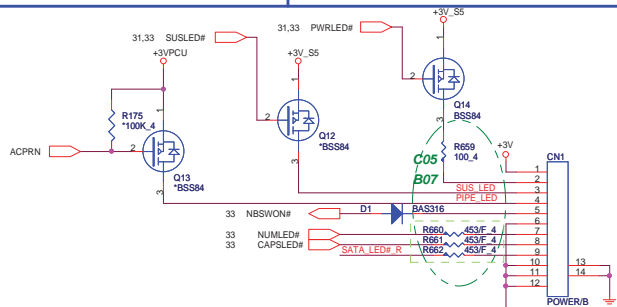 +3V_S5
31,33 SUSLED#
31,33 PWRLED#
+3VPCU
+3V_S5
1
1
1
R175
*100K_4
2
Q14
BSS84
2
Q12
*BSS84
3
ACPRN
2
Q13
*BSS84
3
3
R659
100_4
+3V
C05
B07
CN1
SUS_LED
PIPE_LED
33 NBSWON#
D1
BAS316
33 NUMLED#
33 CAPSLED#
SATA_LED#_R
R660 453/F_4
R661 453/F_4
R662 453/F_4
1
2
3
4
5
6
7
8
9
10
11
12
13
14
POWER/B